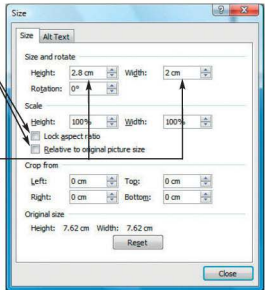 Size
Size Alt Text
Size and rotate
Height: 2.8 cm Width: 2 cm
Rotation: 0°
Scale
Height: 100% Width: 100%
Lock aspect ratio
Relative to original picture size
Crop from
Left: 0 cm Top: 0 cm
Right: 0 cm Bottom: 0 cm
Original size
Height: 7.62 cm Width: 7.62 cm
Reset
Close